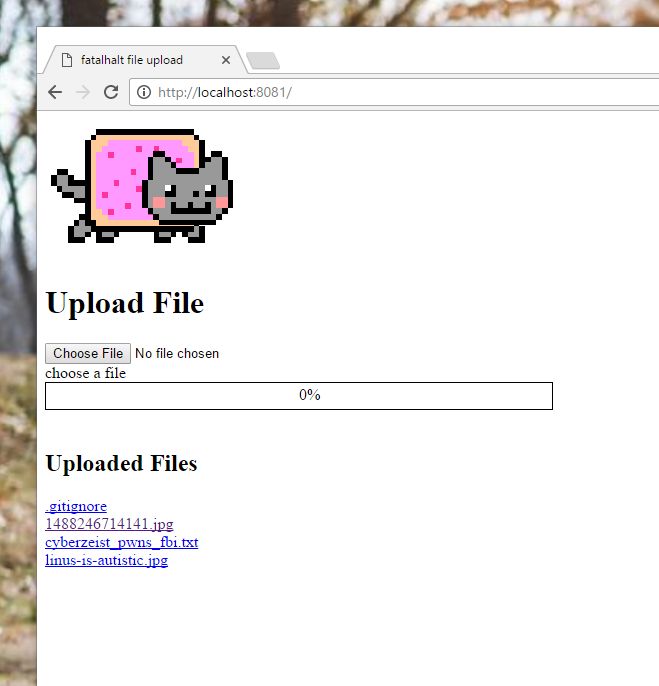 fatalhalt file upload
http://localhost:8081/
Upload File
Choose File No file chosen
choose a file
0%
Uploaded Files
.gitignore
1488246714141.jpg
cyberzeist_pwns_fbi.txt
linus-is-autistic.jpg